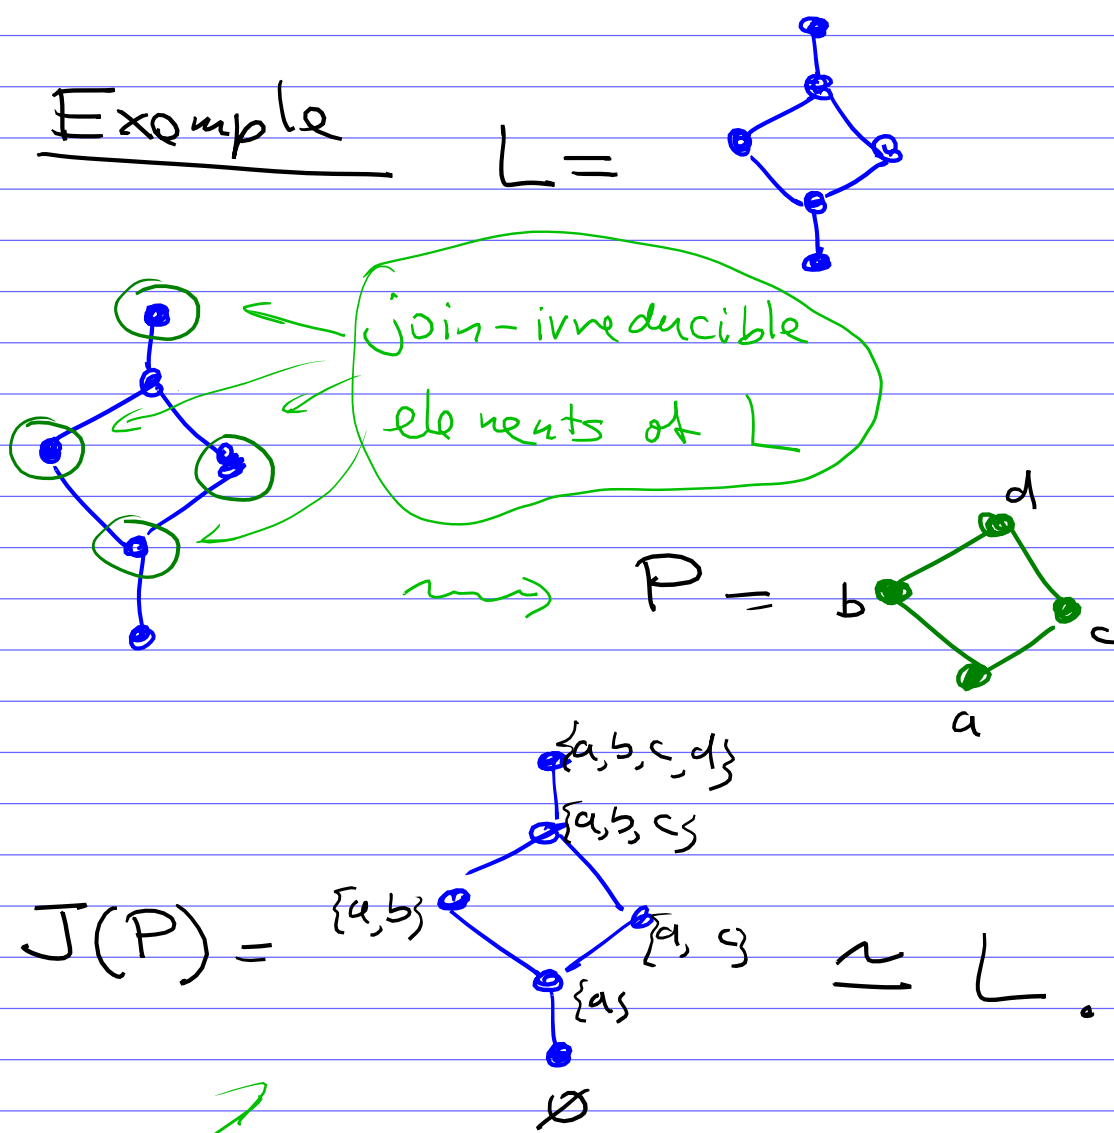 Example L =
join-irreducible
elements of L
d
P = b c
a
{a,b,c,d}
{a,b,c}
J(P) = {a,b} {a, c} ≃ L .
{a}
∅